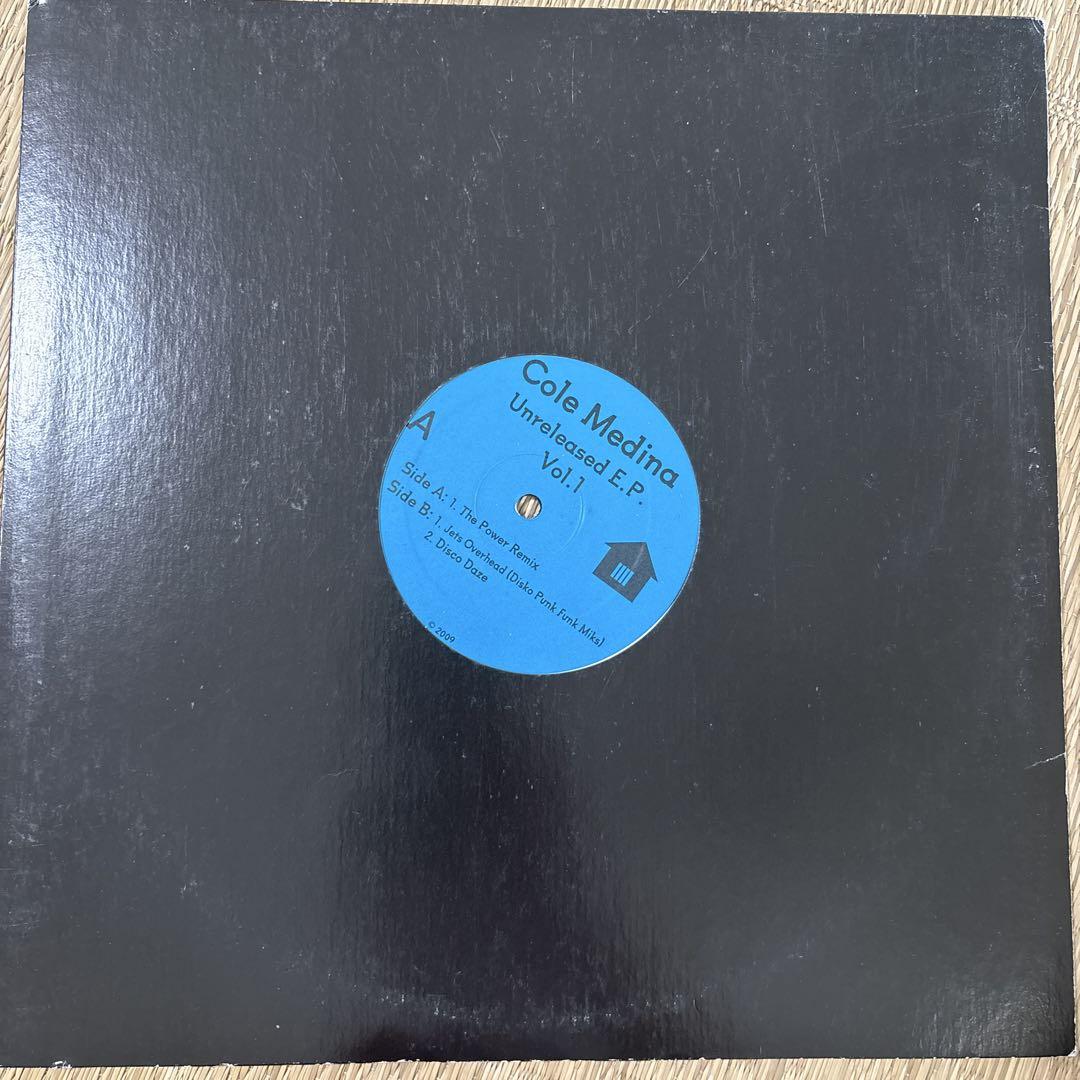 Cole Medina
Unreleased E.P.
Vol.1
A
Side A: 1. The Power Remix
Side B: 1. Jets Overhead (Disko Punk Funk Miks)
2. Disco Daze
© 2009